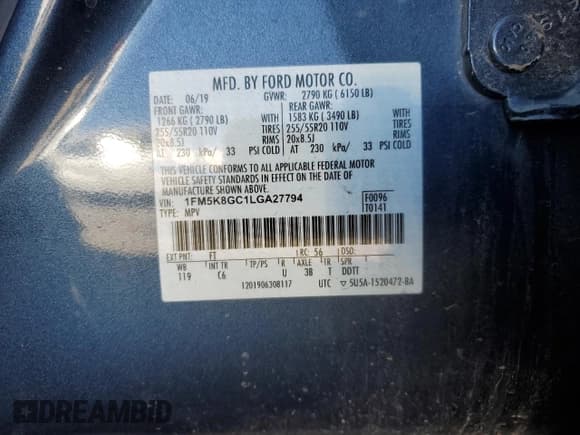 MFD. BY FORD MOTOR CO.
DATE: 06/19 GVWR: 2790 KG ( 6150 LB)
FRONT GAWR: REAR GAWR:
1266 KG ( 2790 LB) 1583 KG ( 3490 LB)
255/55R20 110V TIRES 255/55R20 110V
20x8.5J RIMS 20x8.5J
AT 230 kPa/ 33 PSI COLD AT 230 kPa/ 33 PSI COLD
THIS VEHICLE CONFORMS TO ALL APPLICABLE FEDERAL MOTOR
VEHICLE SAFETY STANDARDS IN EFFECT ON THE DATE OF
MANUFACTURE SHOWN ABOVE.
VIN: 1FM5K8GC1LGA27794
TYPE: MPV
F0096
T0141
EXT PNT: FT RC: 56 DSO:
WB INT TR TP/PS R AXLE TR SPR
119 C6 U 3B T DDTT
1201906308117 UTC ▽ 5U5A-1520472-BA
DREAMBID